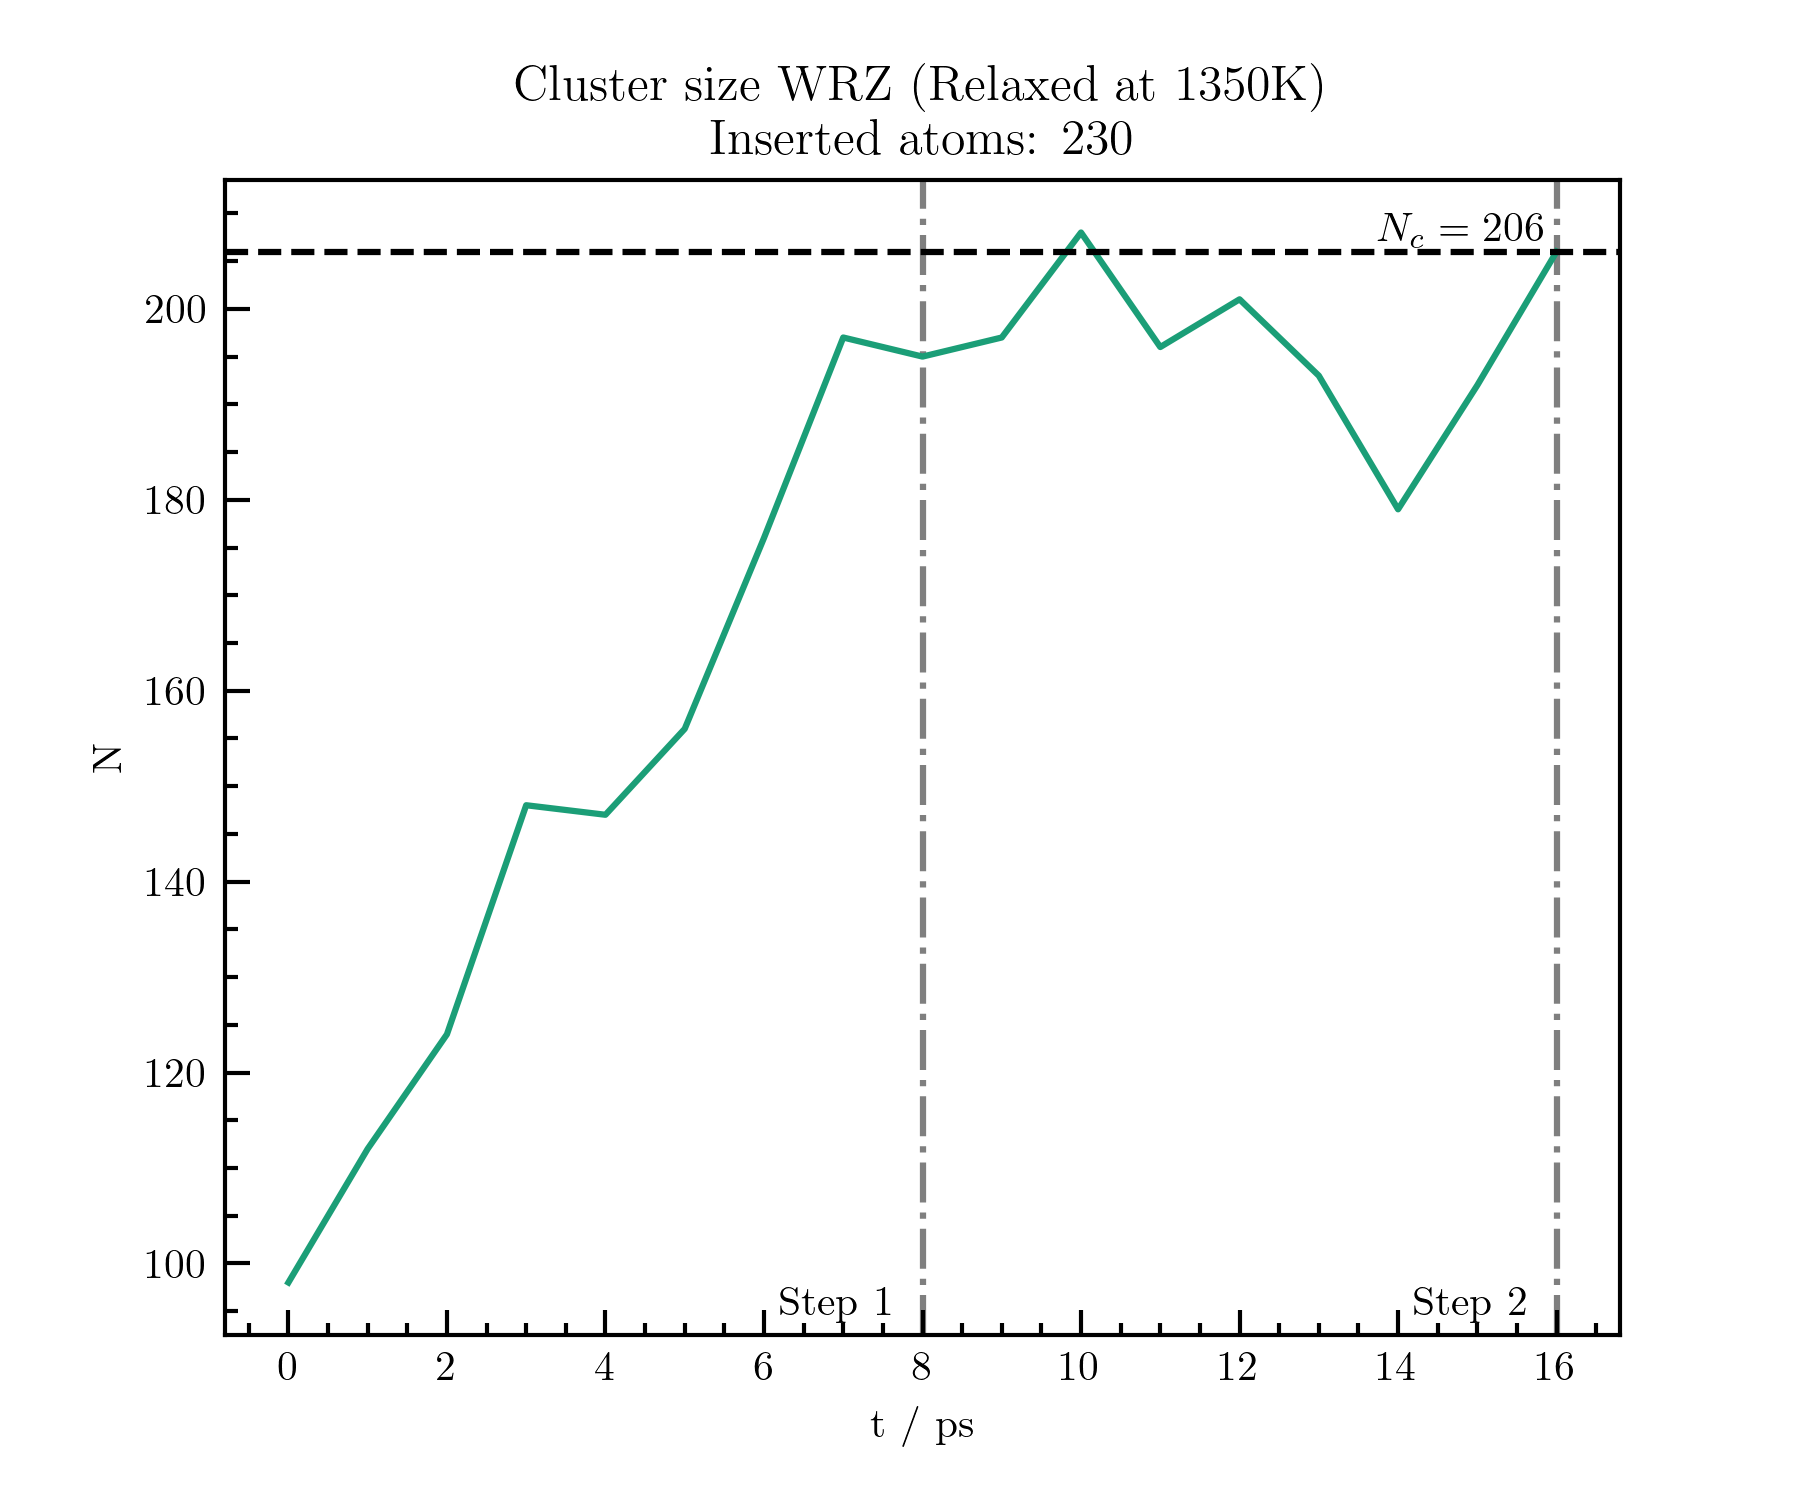 Cluster size WRZ (Relaxed at 1350K)
Inserted atoms: 230
N_c = 206
200
180
160
140
120
100
N
Step 1
Step 2
0 2 4 6 8 10 12 14 16
t / ps